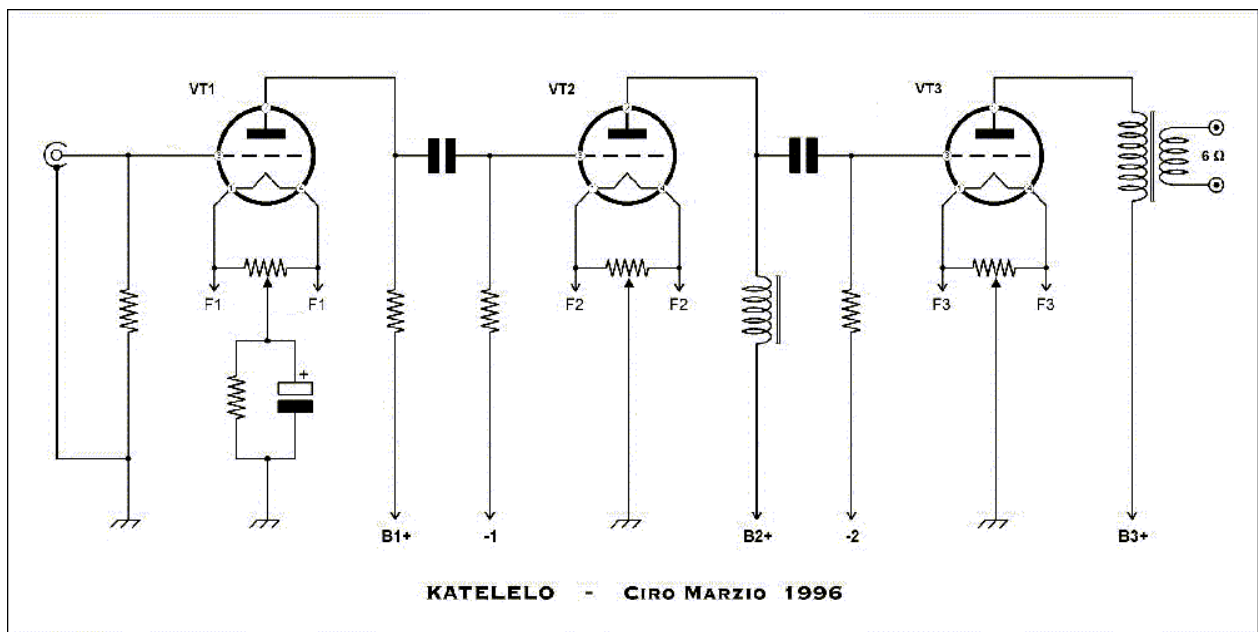 VT1 VT2 VT3
6 Ω
F1 F1 F2 F2 F3 F3
+
B1+ -1 B2+ -2 B3+
KATELELO - CIRO MARZIO 1996